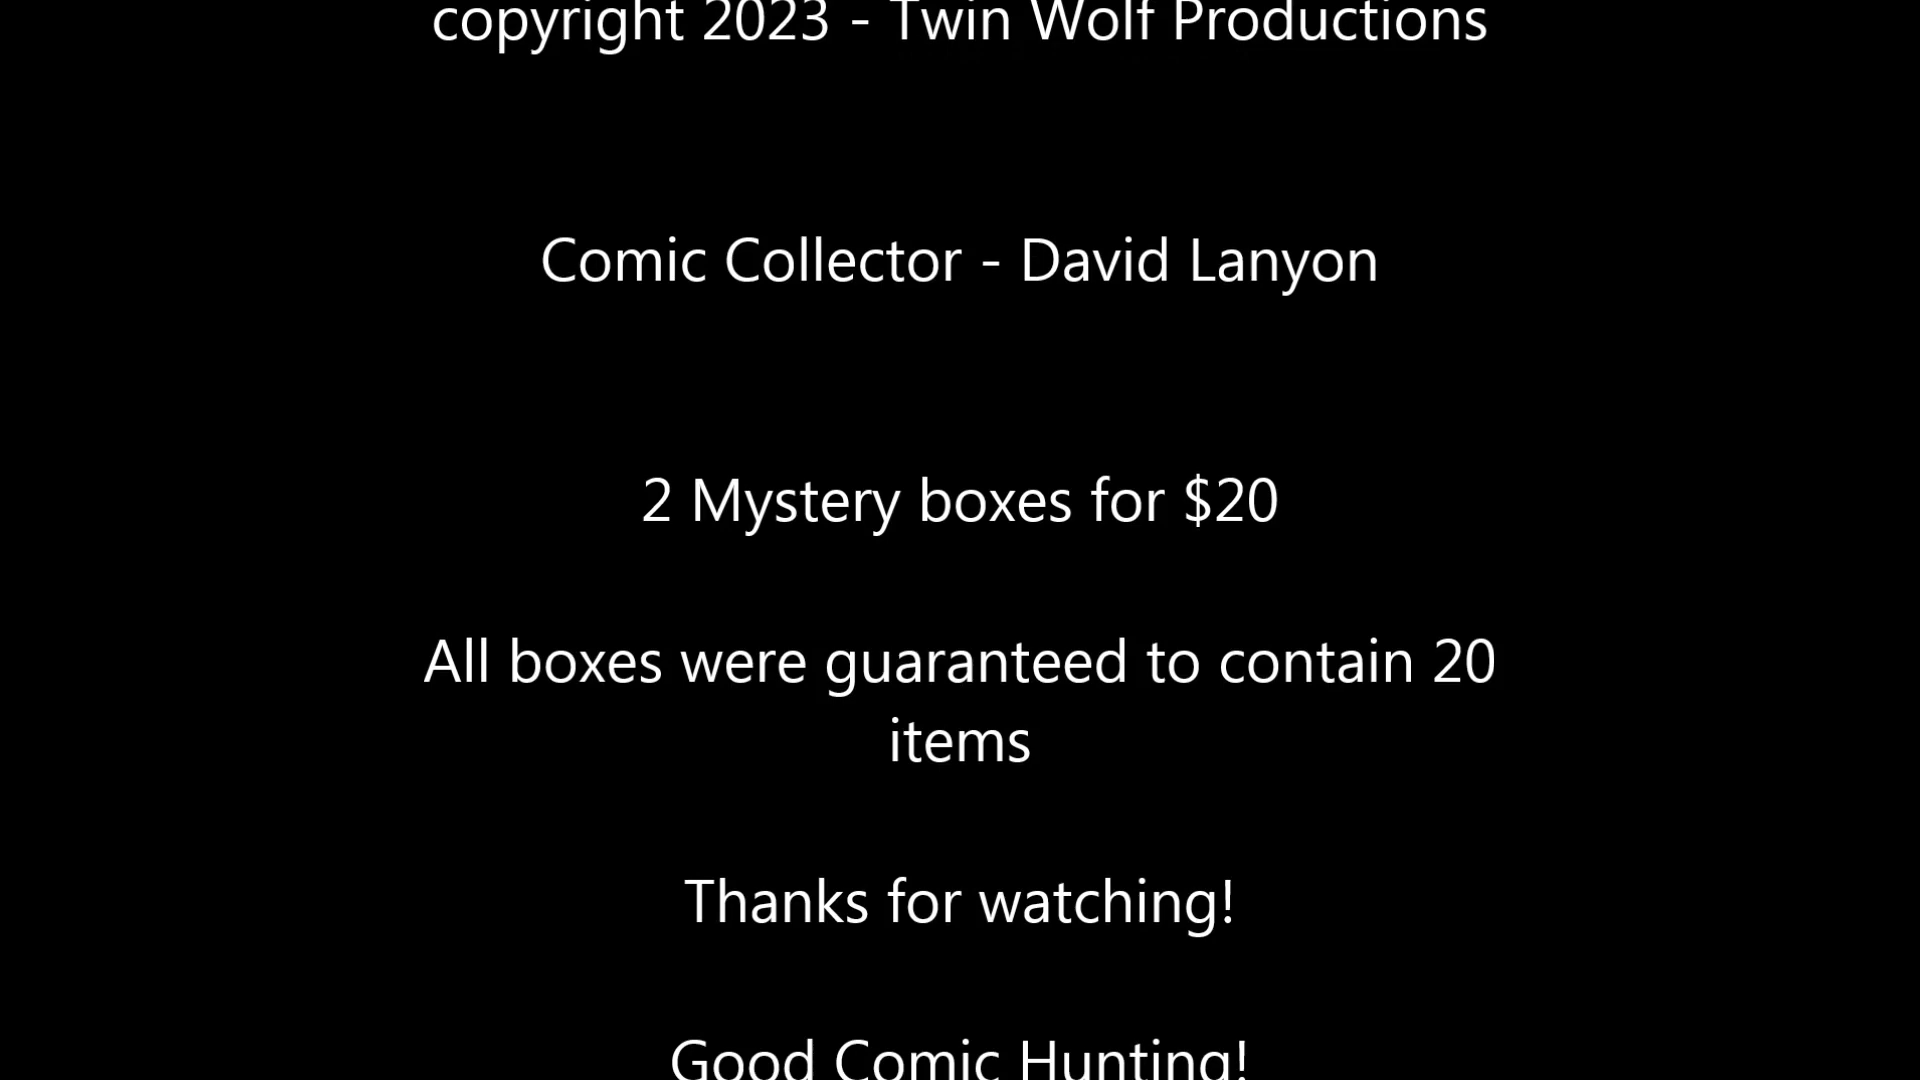 copyright 2023 - Twin Wolf Productions
Comic Collector - David Lanyon
2 Mystery boxes for $20
All boxes were guaranteed to contain 20
items
Thanks for watching!
Good Comic Hunting!